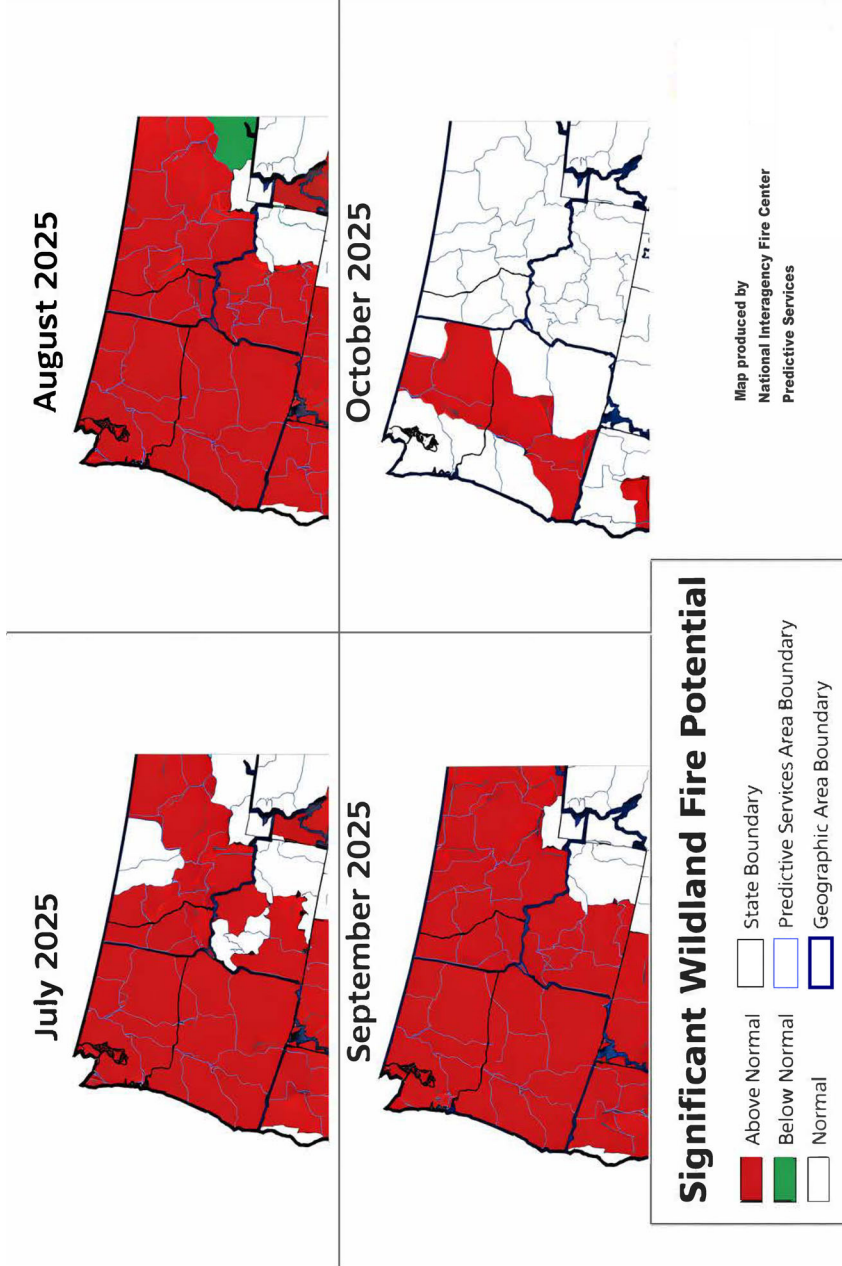 July 2025
August 2025
September 2025
October 2025
Significant Wildland Fire Potential
Above Normal
Below Normal
Normal
State Boundary
Predictive Services Area Boundary
Geographic Area Boundary
Map produced by
National Interagency Fire Center
Predictive Services